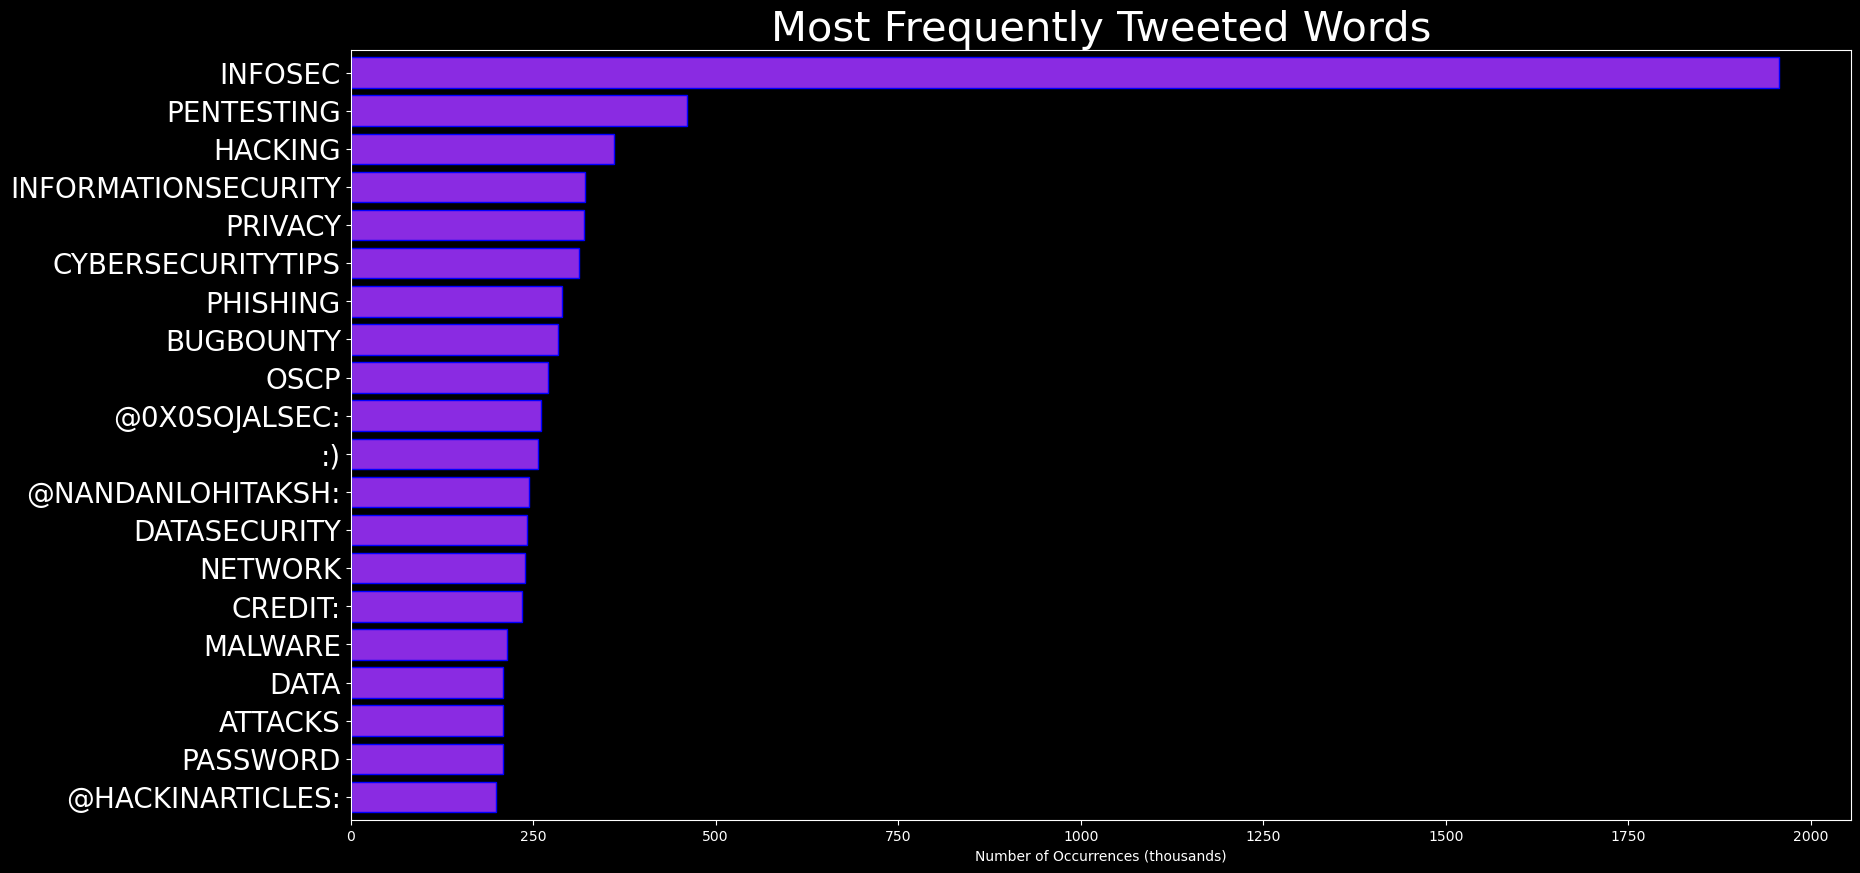 Most Frequently Tweeted Words
INFOSEC
PENTESTING
HACKING
INFORMATIONSECURITY
PRIVACY
CYBERSECURITYTIPS
PHISHING
BUGBOUNTY
OSCP
@0X0SOJALSEC:
:)
@NANDANLOHITAKSH:
DATASECURITY
NETWORK
CREDIT:
MALWARE
DATA
ATTACKS
PASSWORD
@HACKINARTICLES:
0 250 500 750 1000 1250 1500 1750 2000
Number of Occurrences (thousands)